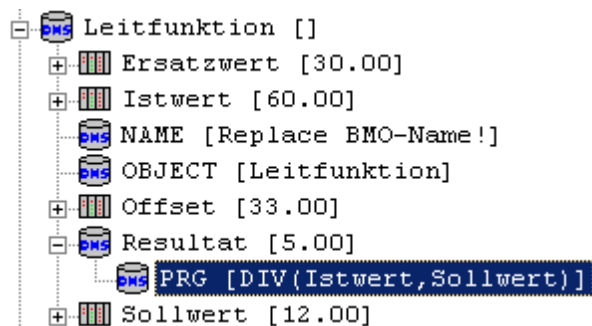 Leitfunktion []
Ersatzwert [30.00]
Istwert [60.00]
NAME [Replace BMO-Name!]
OBJECT [Leitfunktion]
Offset [33.00]
Resultat [5.00]
PRG [DIV(Istwert,Sollwert)]
Sollwert [12.00]